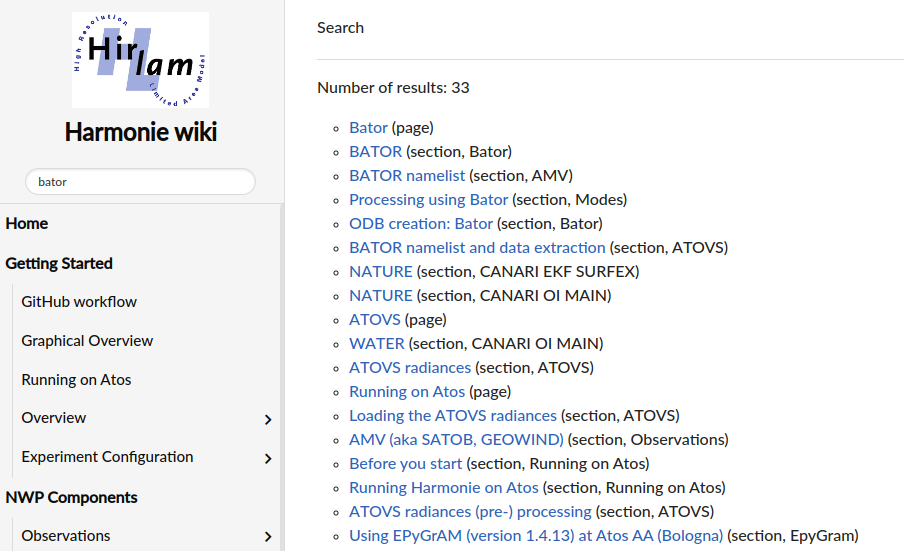 High Resolution
Hirlam
Limited Area Model
Harmonie wiki
bator
Home
Getting Started
GitHub workflow
Graphical Overview
Running on Atos
Overview
Experiment Configuration
NWP Components
Observations
Search
Number of results: 33
Bator (page)
BATOR (section, Bator)
BATOR namelist (section, AMV)
Processing using Bator (section, Modes)
ODB creation: Bator (section, Bator)
BATOR namelist and data extraction (section, ATOVS)
NATURE (section, CANARI EKF SURFEX)
NATURE (section, CANARI OI MAIN)
ATOVS (page)
WATER (section, CANARI OI MAIN)
ATOVS radiances (section, ATOVS)
Running on Atos (page)
Loading the ATOVS radiances (section, ATOVS)
AMV (aka SATOB, GEOWIND) (section, Observations)
Before you start (section, Running on Atos)
Running Harmonie on Atos (section, Running on Atos)
ATOVS radiances (pre-) processing (section, ATOVS)
Using EPyGrAM (version 1.4.13) at Atos AA (Bologna) (section, EpyGram)